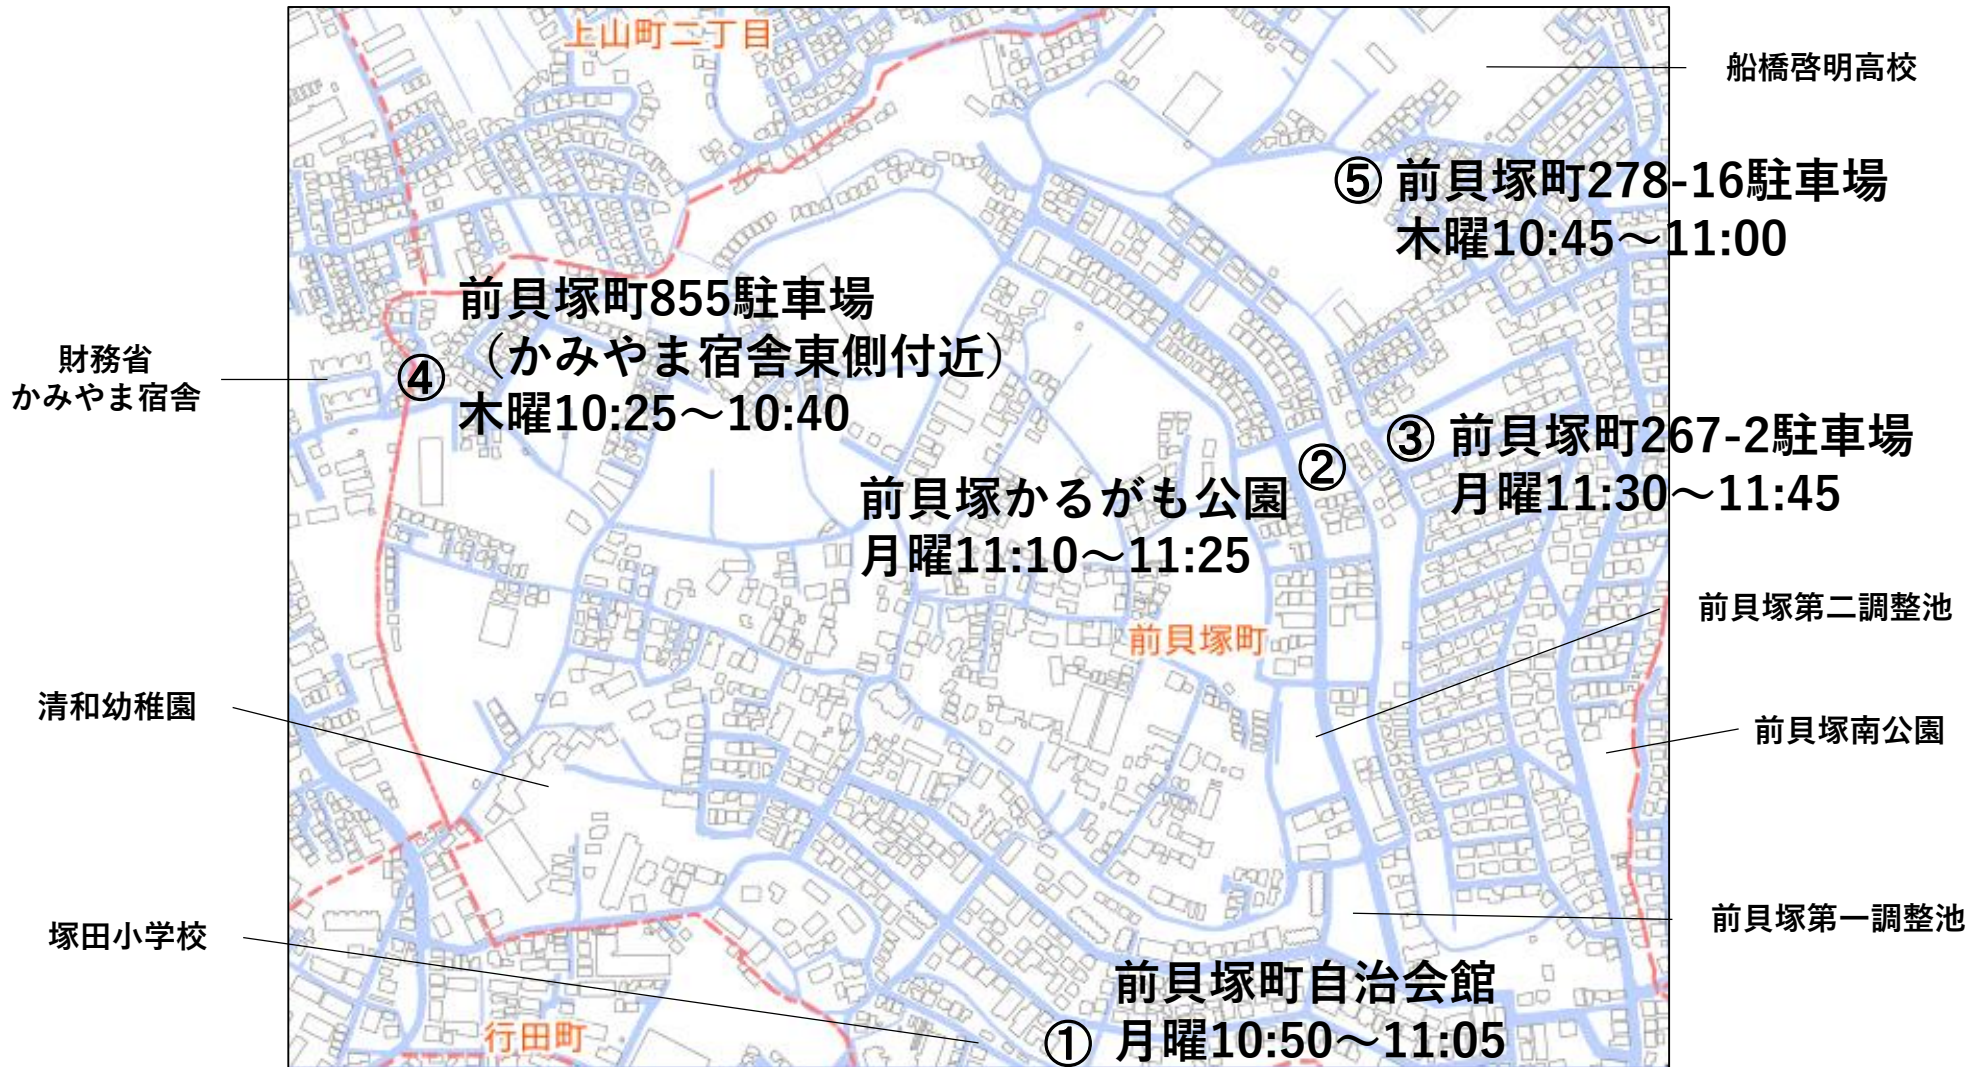 上山町二丁目
船橋啓明高校
⑤ 前貝塚町278-16駐車場
木曜10:45～11:00
前貝塚町855駐車場
（かみやま宿舎東側付近）
④ 木曜10:25～10:40
財務省
かみやま宿舎
③ 前貝塚町267-2駐車場
月曜11:30～11:45
②
前貝塚かるがも公園
月曜11:10～11:25
前貝塚第二調整池
前貝塚町
清和幼稚園
前貝塚南公園
前貝塚第一調整池
塚田小学校
前貝塚町自治会館
① 月曜10:50～11:05
行田町